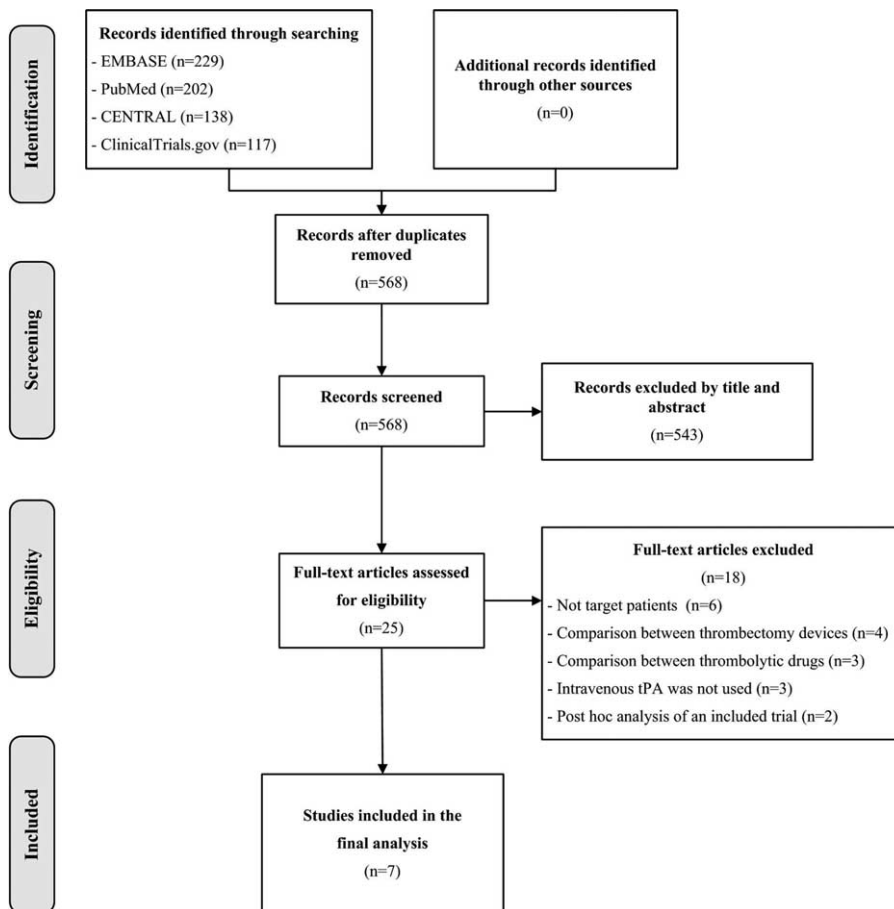 Identification
Records identified through searching
- EMBASE (n=229)
- PubMed (n=202)
- CENTRAL (n=138)
- ClinicalTrials.gov (n=117)
Additional records identified
through other sources
(n=0)
Records after duplicates
removed
(n=568)
Screening
Records screened
(n=568)
Records excluded by title and
abstract
(n=543)
Eligibility
Full-text articles assessed
for eligibility
(n=25)
Full-text articles excluded
(n=18)
- Not target patients (n=6)
- Comparison between thrombectomy devices (n=4)
- Comparison between thrombolytic drugs (n=3)
- Intravenous tPA was not used (n=3)
- Post hoc analysis of an included trial (n=2)
Included
Studies included in the
final analysis
(n=7)